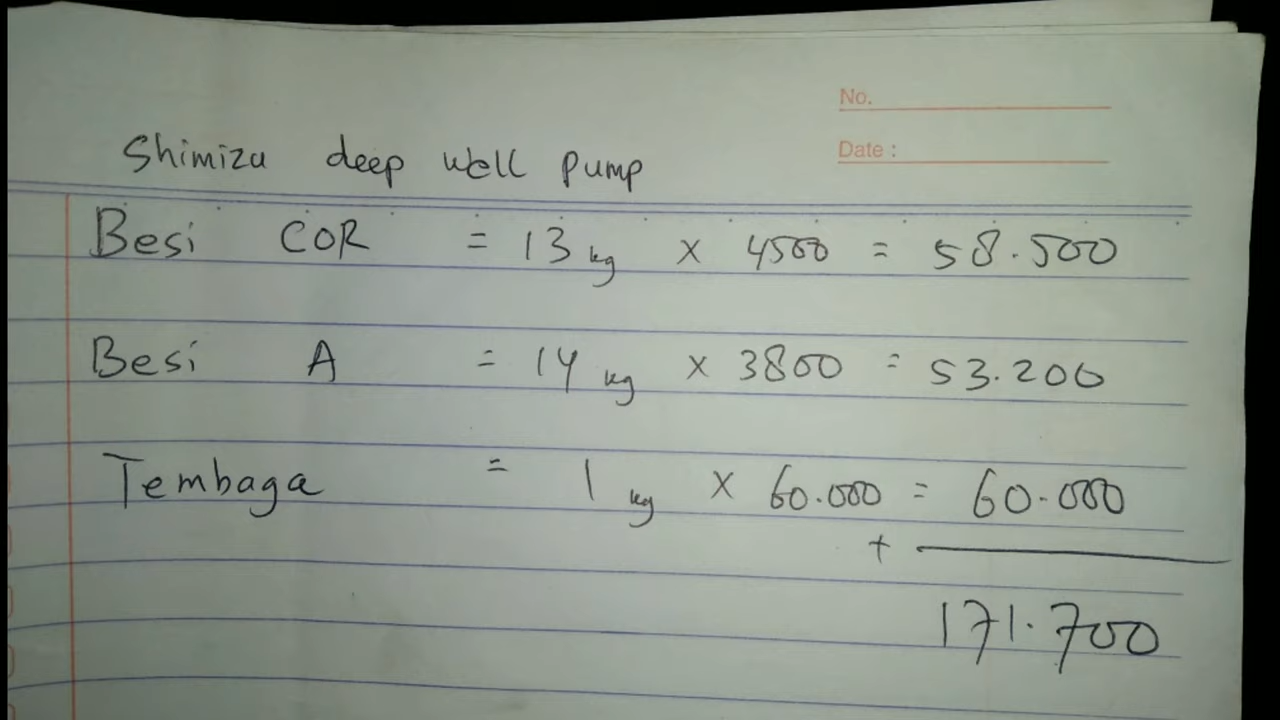 No.
Date :
Shimizu deep well pump
Besi COR = 13 kg x 4500 = 58.500
Besi A = 14 kg x 3800 = 53.200
Tembaga = 1 kg x 60.000 = 60.000
+
171.700